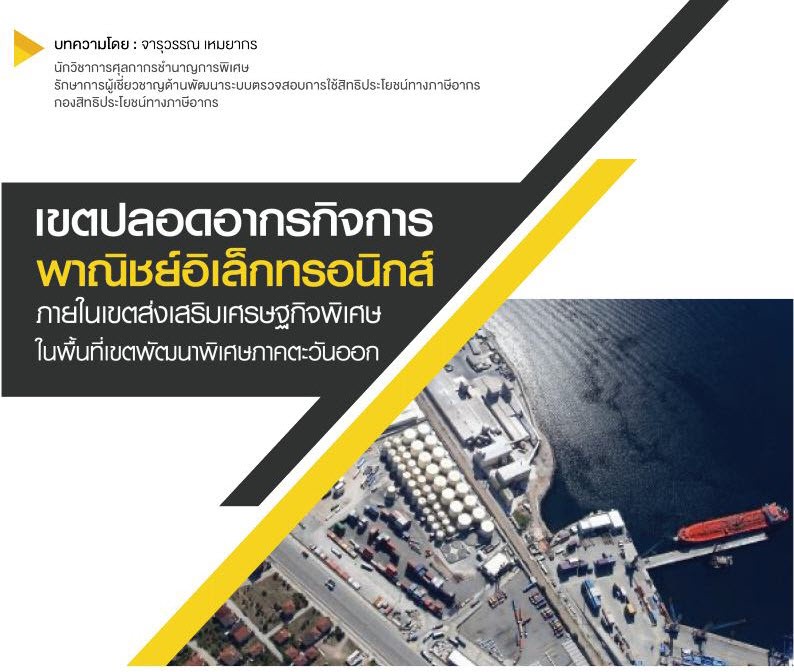 บทความโดย : จารุวรรณ เหมยากร
นักวิชาการศุลกากรชำนาญการพิเศษ
รักษาการผู้เชี่ยวชาญด้านพัฒนาระบบตรวจสอบการใช้สิทธิประโยชน์ทางภาษีอากร
กองสิทธิประโยชน์ทางภาษีอากร
เขตปลอดอากรกิจการ
พาณิชย์อิเล็กทรอนิกส์
ภายในเขตส่งเสริมเศรษฐกิจพิเศษ
ในพื้นที่เขตพัฒนาพิเศษภาคตะวันออก